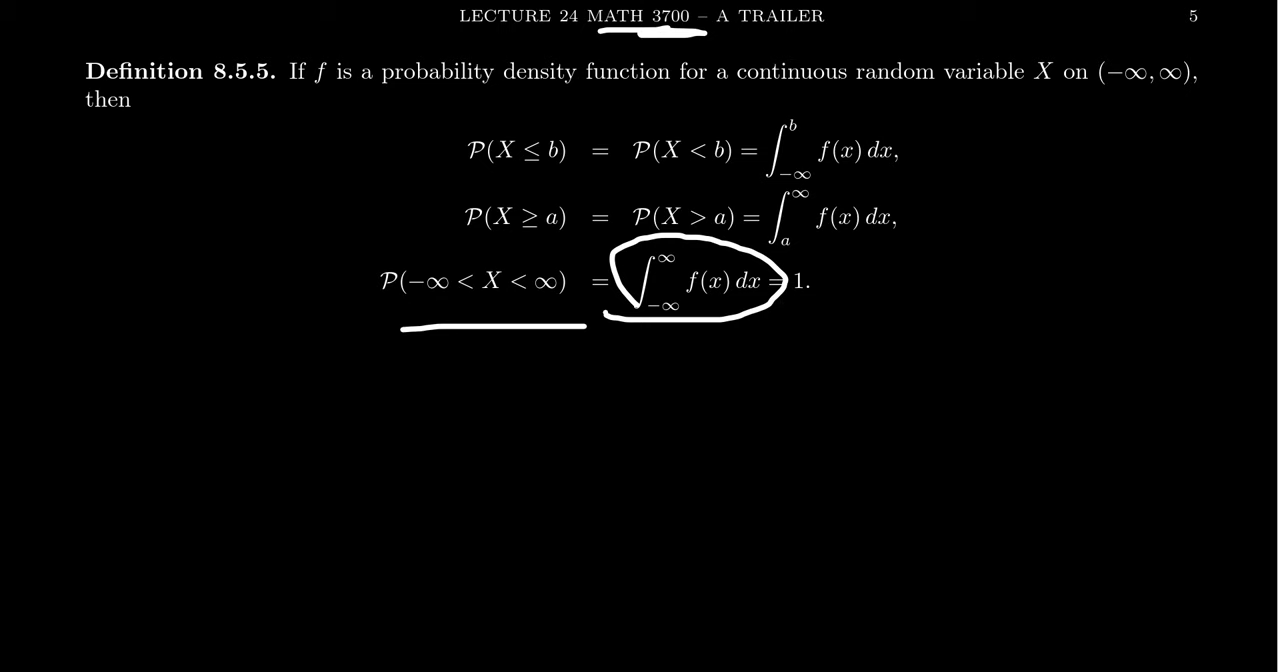 LECTURE 24 MATH 3700 – A TRAILER 5
Definition 8.5.5. If f is a probability density function for a continuous random variable X on (−∞, ∞),
then
𝒫(X ≤ b) = 𝒫(X < b) = ∫_{−∞}^{b} f(x) dx,
𝒫(X ≥ a) = 𝒫(X > a) = ∫_{a}^{∞} f(x) dx,
𝒫(−∞ < X < ∞) = ∫_{−∞}^{∞} f(x) dx = 1.